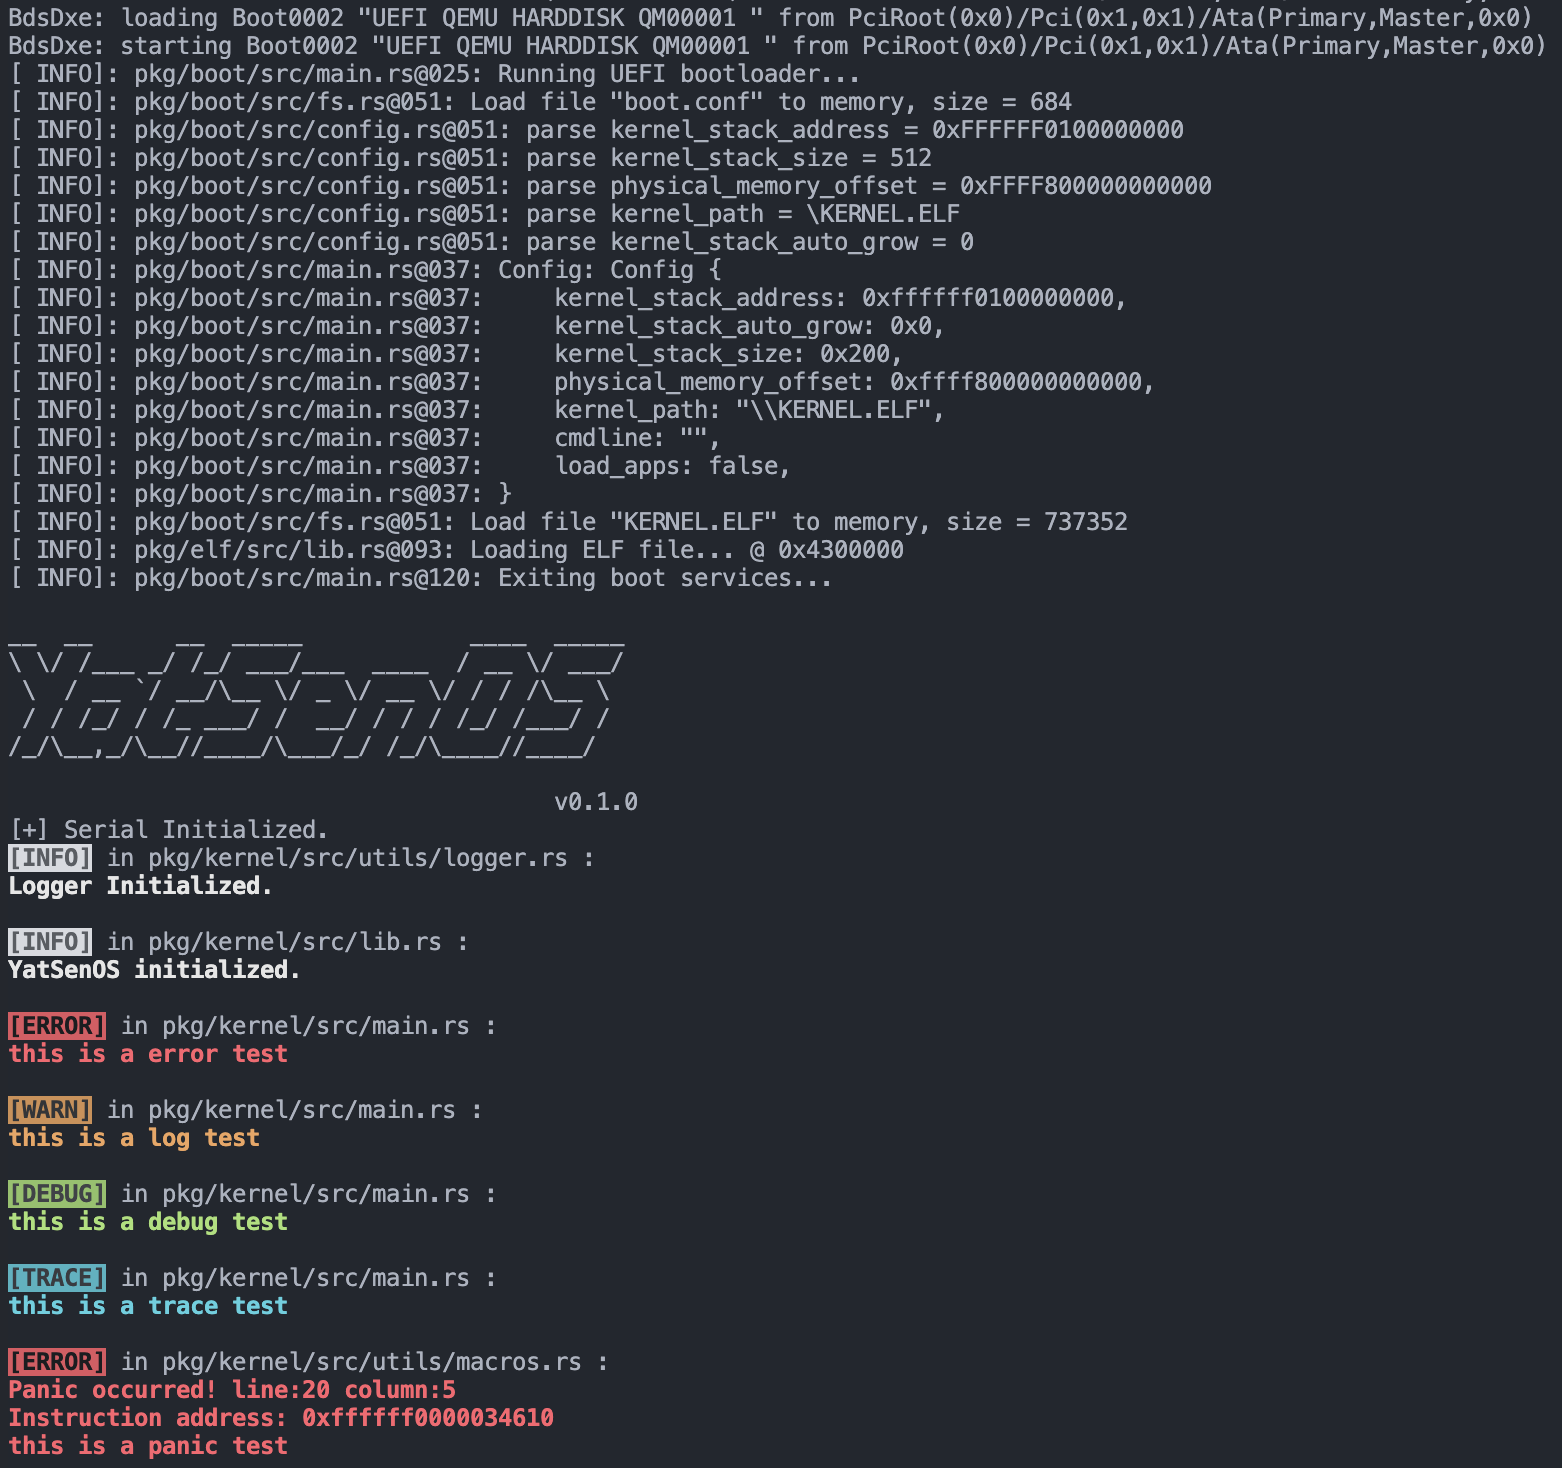 BdsDxe: loading Boot0002 "UEFI QEMU HARDDISK QM00001 " from PciRoot(0x0)/Pci(0x1,0x1)/Ata(Primary,Master,0x0)
BdsDxe: starting Boot0002 "UEFI QEMU HARDDISK QM00001 " from PciRoot(0x0)/Pci(0x1,0x1)/Ata(Primary,Master,0x0)
[ INFO]: pkg/boot/src/main.rs@025: Running UEFI bootloader...
[ INFO]: pkg/boot/src/fs.rs@051: Load file "boot.conf" to memory, size = 684
[ INFO]: pkg/boot/src/config.rs@051: parse kernel_stack_address = 0xFFFFFF0100000000
[ INFO]: pkg/boot/src/config.rs@051: parse kernel_stack_size = 512
[ INFO]: pkg/boot/src/config.rs@051: parse physical_memory_offset = 0xFFFF800000000000
[ INFO]: pkg/boot/src/config.rs@051: parse kernel_path = \KERNEL.ELF
[ INFO]: pkg/boot/src/config.rs@051: parse kernel_stack_auto_grow = 0
[ INFO]: pkg/boot/src/main.rs@037: Config: Config {
[ INFO]: pkg/boot/src/main.rs@037:     kernel_stack_address: 0xffffff0100000000,
[ INFO]: pkg/boot/src/main.rs@037:     kernel_stack_auto_grow: 0x0,
[ INFO]: pkg/boot/src/main.rs@037:     kernel_stack_size: 0x200,
[ INFO]: pkg/boot/src/main.rs@037:     physical_memory_offset: 0xffff800000000000,
[ INFO]: pkg/boot/src/main.rs@037:     kernel_path: "\\KERNEL.ELF",
[ INFO]: pkg/boot/src/main.rs@037:     cmdline: "",
[ INFO]: pkg/boot/src/main.rs@037:     load_apps: false,
[ INFO]: pkg/boot/src/main.rs@037: }
[ INFO]: pkg/boot/src/fs.rs@051: Load file "KERNEL.ELF" to memory, size = 737352
[ INFO]: pkg/elf/src/lib.rs@093: Loading ELF file... @ 0x4300000
[ INFO]: pkg/boot/src/main.rs@120: Exiting boot services...
YatSenOS
v0.1.0
[+] Serial Initialized.
[INFO] in pkg/kernel/src/utils/logger.rs :
Logger Initialized.
[INFO] in pkg/kernel/src/lib.rs :
YatSenOS initialized.
[ERROR] in pkg/kernel/src/main.rs :
this is a error test
[WARN] in pkg/kernel/src/main.rs :
this is a log test
[DEBUG] in pkg/kernel/src/main.rs :
this is a debug test
[TRACE] in pkg/kernel/src/main.rs :
this is a trace test
[ERROR] in pkg/kernel/src/utils/macros.rs :
Panic occurred! line:20 column:5
Instruction address: 0xffffff0000034610
this is a panic test